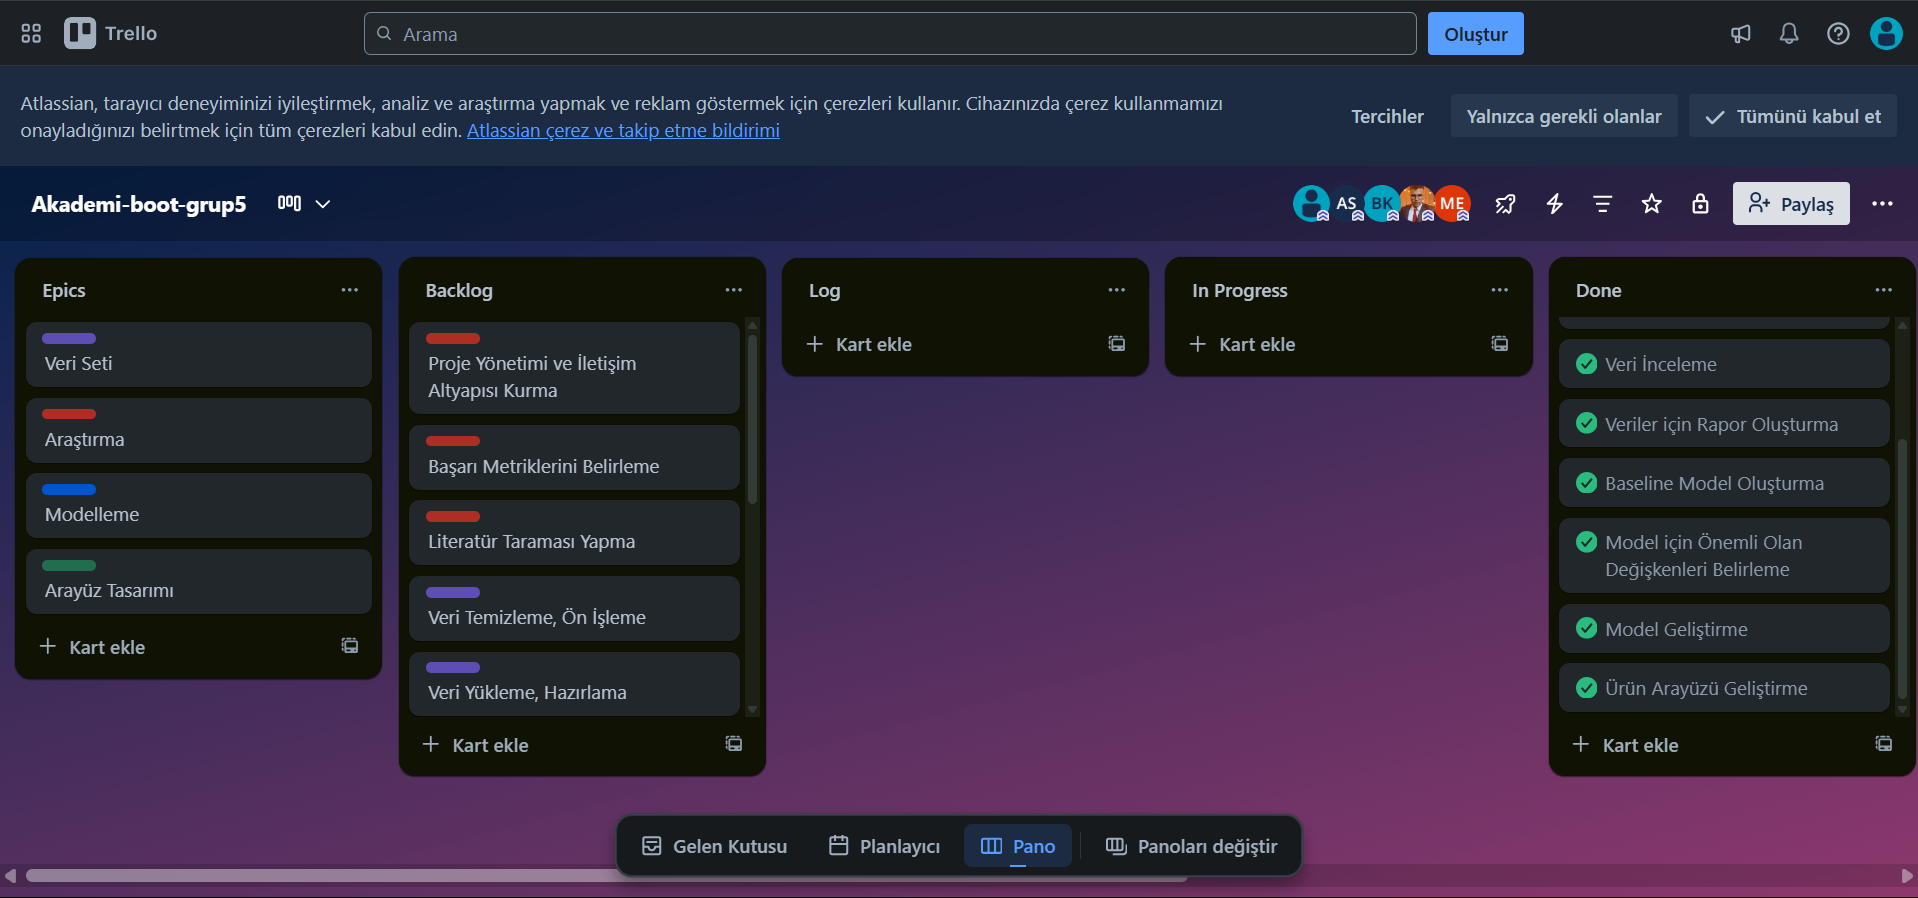 Trello
Arama
Oluştur
Atlassian, tarayıcı deneyiminizi iyileştirmek, analiz ve araştırma yapmak ve reklam göstermek için çerezleri kullanır. Cihazınızda çerez kullanmamızı
onayladığınızı belirtmek için tüm çerezleri kabul edin. Atlassian çerez ve takip etme bildirimi
Tercihler
Yalnızca gerekli olanlar
Tümünü kabul et
Akademi-boot-grup5
AS
BK
ME
Paylaş
Epics
Veri Seti
Araştırma
Modelleme
Arayüz Tasarımı
Kart ekle
Backlog
Proje Yönetimi ve İletişim
Altyapısı Kurma
Başarı Metriklerini Belirleme
Literatür Taraması Yapma
Veri Temizleme, Ön İşleme
Veri Yükleme, Hazırlama
Kart ekle
Log
Kart ekle
In Progress
Kart ekle
Done
Veri İnceleme
Veriler için Rapor Oluşturma
Baseline Model Oluşturma
Model için Önemli Olan
Değişkenleri Belirleme
Model Geliştirme
Ürün Arayüzü Geliştirme
Kart ekle
Gelen Kutusu
Planlayıcı
Pano
Panoları değiştir